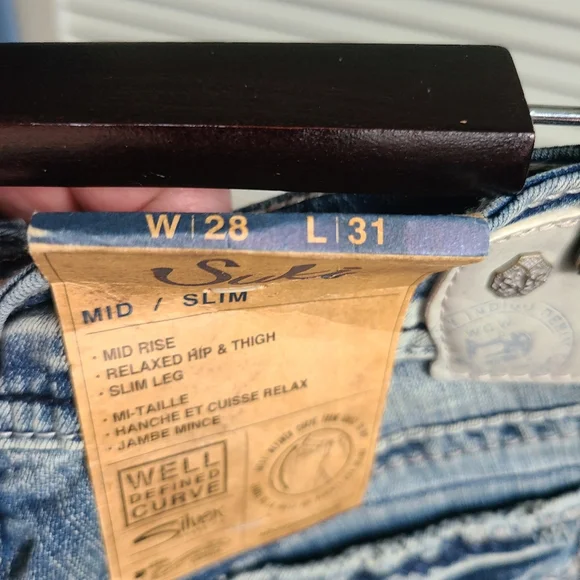 W | 28 L | 31
Suki
MID / SLIM
· MID RISE
· RELAXED HIP & THIGH
· SLIM LEG
· MI-TAILLE
· HANCHE ET CUISSE RELAX
· JAMBE MINCE
WELL
DEFINED
CURVE
Silver